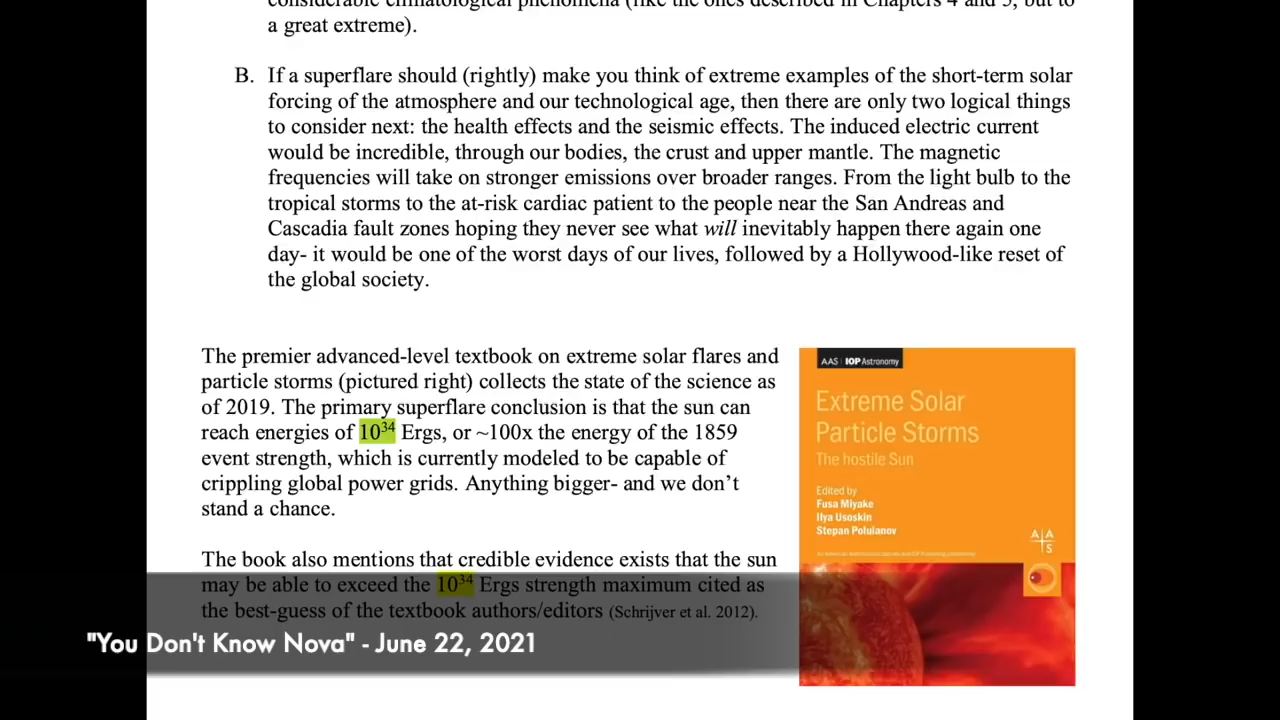 considerable climatological phenomena (like the ones described in Chapters 4 and 5, but to
a great extreme).
B. If a superflare should (rightly) make you think of extreme examples of the short-term solar
forcing of the atmosphere and our technological age, then there are only two logical things
to consider next: the health effects and the seismic effects. The induced electric current
would be incredible, through our bodies, the crust and upper mantle. The magnetic
frequencies will take on stronger emissions over broader ranges. From the light bulb to the
tropical storms to the at-risk cardiac patient to the people near the San Andreas and
Cascadia fault zones hoping they never see what will inevitably happen there again one
day- it would be one of the worst days of our lives, followed by a Hollywood-like reset of
the global society.
The premier advanced-level textbook on extreme solar flares and
particle storms (pictured right) collects the state of the science as
of 2019. The primary superflare conclusion is that the sun can
reach energies of 10³⁴ Ergs, or ~100x the energy of the 1859
event strength, which is currently modeled to be capable of
crippling global power grids. Anything bigger- and we don't
stand a chance.
The book also mentions that credible evidence exists that the sun
may be able to exceed the 10³⁴ Ergs strength maximum cited as
the best-guess of the textbook authors/editors (Schrijver et al. 2012).
AAS | IOP Astronomy
Extreme Solar
Particle Storms
The hostile Sun
Edited by
Fusa Miyake
Ilya Usoskin
Stepan Poluianov
A|A
S
"You Don't Know Nova" - June 22, 2021